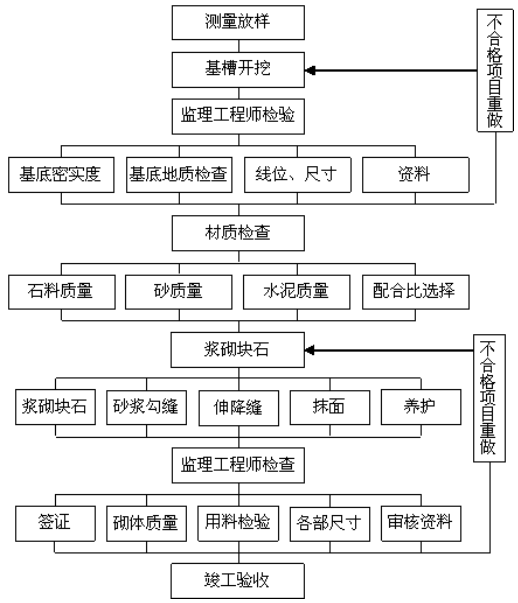 测量放样
不合格项目重做
基槽开挖
监理工程师检验
基底密实度
基底地质检查
线位、尺寸
资料
材质检查
石料质量
砂质量
水泥质量
配合比选择
浆砌块石
不合格项目重做
浆砌块石
砂浆勾缝
伸降缝
抹面
养护
监理工程师检查
签证
砌体质量
用料检验
各部尺寸
审核资料
竣工验收